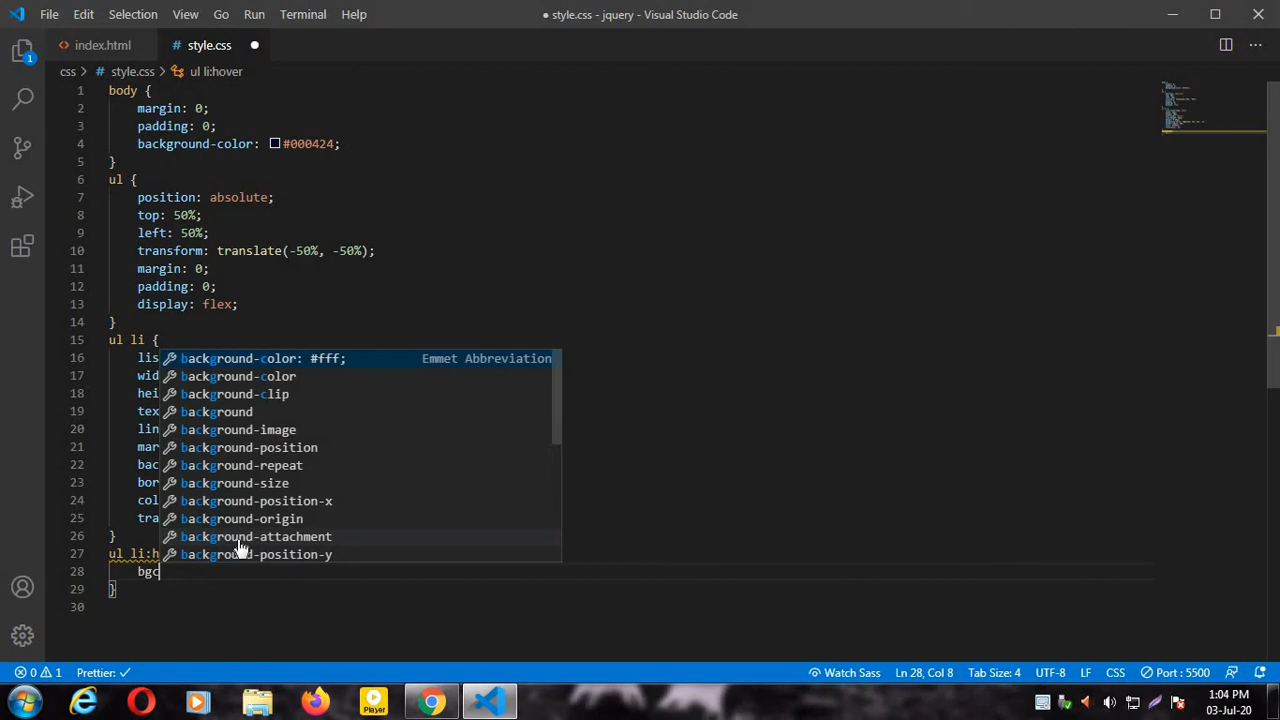 File Edit Selection View Go Run Terminal Help
● style.css - jquery - Visual Studio Code
index.html
# style.css
css > # style.css > ul li:hover
1 body {
2 margin: 0;
3 padding: 0;
4 background-color: #000424;
5 }
6 ul {
7 position: absolute;
8 top: 50%;
9 left: 50%;
10 transform: translate(-50%, -50%);
11 margin: 0;
12 padding: 0;
13 display: flex;
14 }
15 ul li {
16 lis
17 wid
18 hei
19 tex
20 lin
21 mar
22 bac
23 bor
24 col
25 tra
26 }
27 ul li:h
28 bgc
29 }
30
background-color: #fff; Emmet Abbreviation
background-color
background-clip
background
background-image
background-position
background-repeat
background-size
background-position-x
background-origin
background-attachment
background-position-y
1
0 1 Prettier: ✓
Watch Sass Ln 28, Col 8 Tab Size: 4 UTF-8 LF CSS Port : 5500
Player
1:04 PM
03-Jul-20